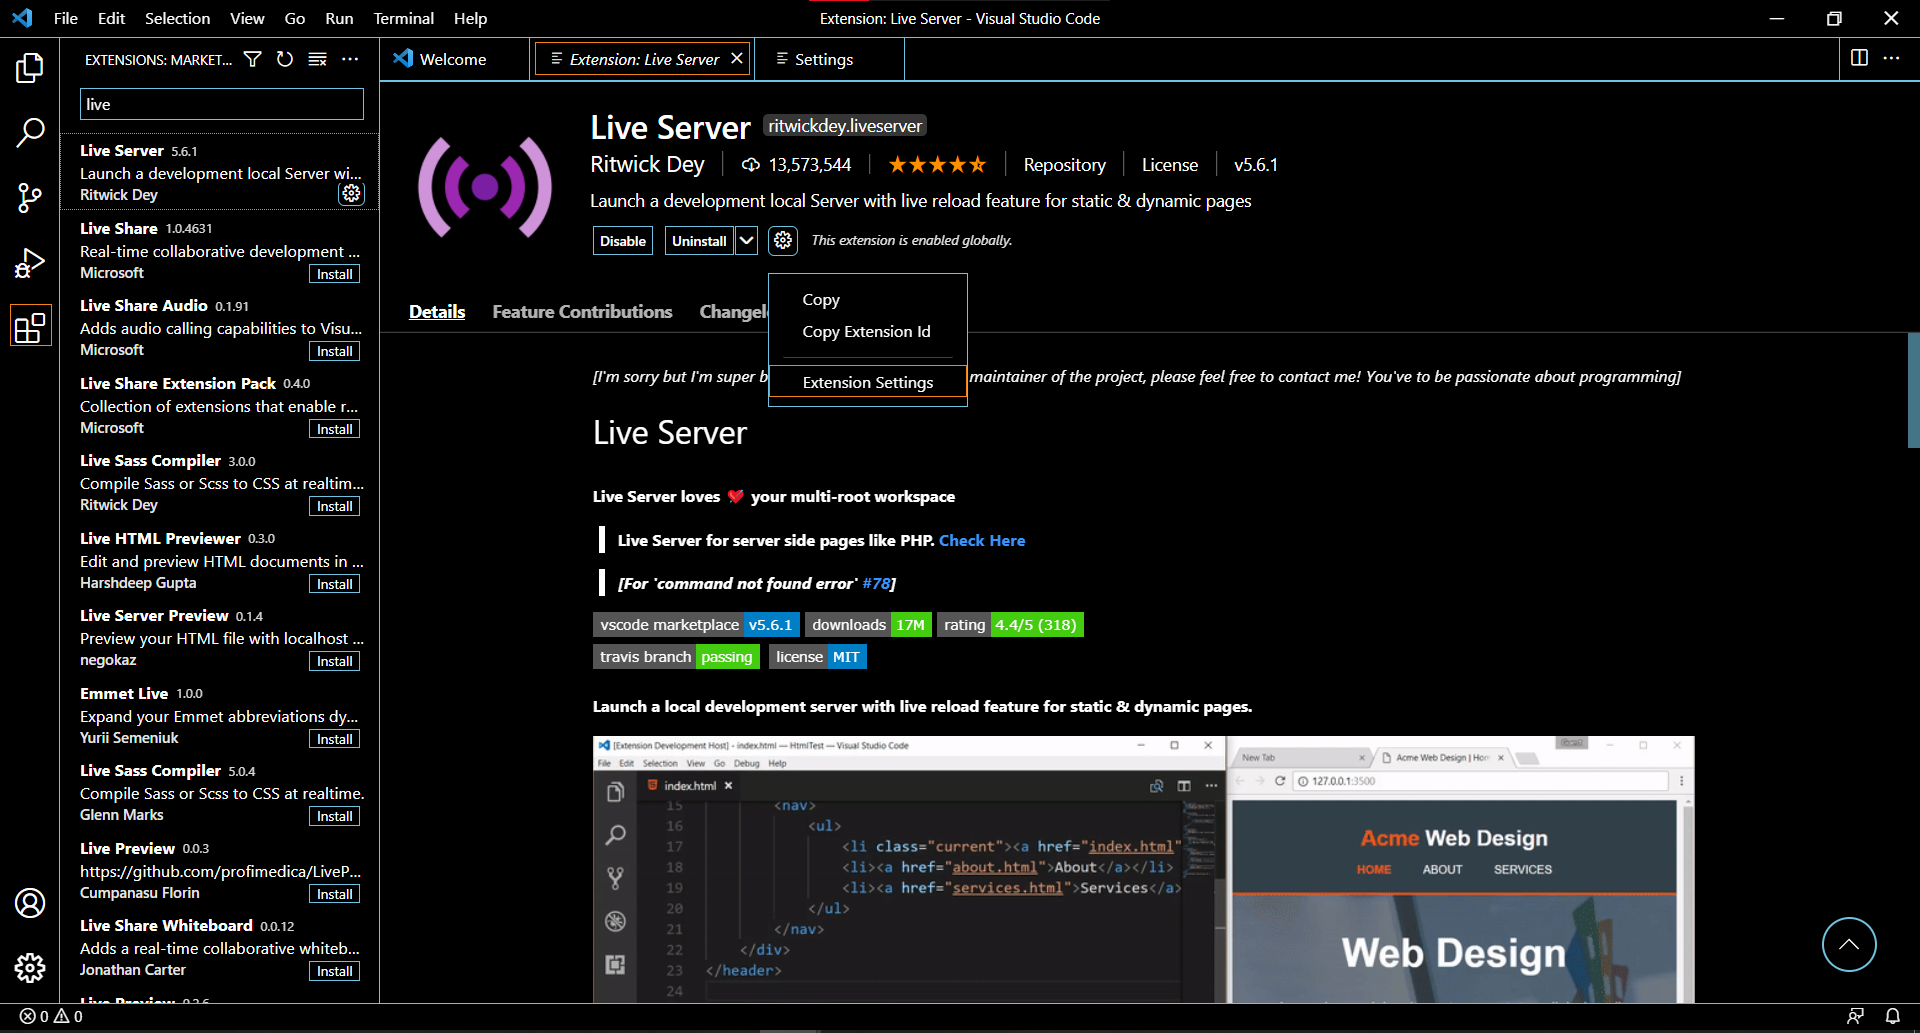 File Edit Selection View Go Run Terminal Help
Extension: Live Server - Visual Studio Code
EXTENSIONS: MARKET...
live
Live Server 5.6.1
Launch a development local Server wi...
Ritwick Dey
Live Share 1.0.4631
Real-time collaborative development ...
Microsoft
Install
Live Share Audio 0.1.91
Adds audio calling capabilities to Visu...
Microsoft
Install
Live Share Extension Pack 0.4.0
Collection of extensions that enable r...
Microsoft
Install
Live Sass Compiler 3.0.0
Compile Sass or Scss to CSS at realtim...
Ritwick Dey
Install
Live HTML Previewer 0.3.0
Edit and preview HTML documents in ...
Harshdeep Gupta
Install
Live Server Preview 0.1.4
Preview your HTML file with localhost ...
negokaz
Install
Emmet Live 1.0.0
Expand your Emmet abbreviations dy...
Yurii Semeniuk
Install
Live Sass Compiler 5.0.4
Compile Sass or Scss to CSS at realtime.
Glenn Marks
Install
Live Preview 0.0.3
https://github.com/profimedica/LiveP...
Cumpanasu Florin
Install
Live Share Whiteboard 0.0.12
Adds a real-time collaborative whiteb...
Jonathan Carter
Install
Live Preview
Welcome
Extension: Live Server
Settings
Live Server ritwickdey.liveserver
Ritwick Dey 13,573,544 Repository License v5.6.1
Launch a development local Server with live reload feature for static & dynamic pages
Disable Uninstall This extension is enabled globally.
Details Feature Contributions Changel
Copy
Copy Extension Id
Extension Settings
[I'm sorry but I'm super b maintainer of the project, please feel free to contact me! You've to be passionate about programming]
Live Server
Live Server loves your multi-root workspace
Live Server for server side pages like PHP. Check Here
[For 'command not found error' #78]
vscode marketplace v5.6.1 downloads 17M rating 4.4/5 (318)
travis branch passing license MIT
Launch a local development server with live reload feature for static & dynamic pages.
[Extension Development Host] - index.html — HtmlTest — Visual Studio Code
File Edit Selection View Go Debug Help
index.html
15 <nav>
16 <ul>
17 <li class="current"><a href="index.html"
18 <li><a href="about.html">About</a></li>
19 <li><a href="services.html">Services</a>
20 </ul>
21 </nav>
22 </div>
23 </header>
24
Guest
New Tab
Acme Web Design | Hom
127.0.0.1:3500
Acme Web Design
HOME ABOUT SERVICES
Web Design
0 0